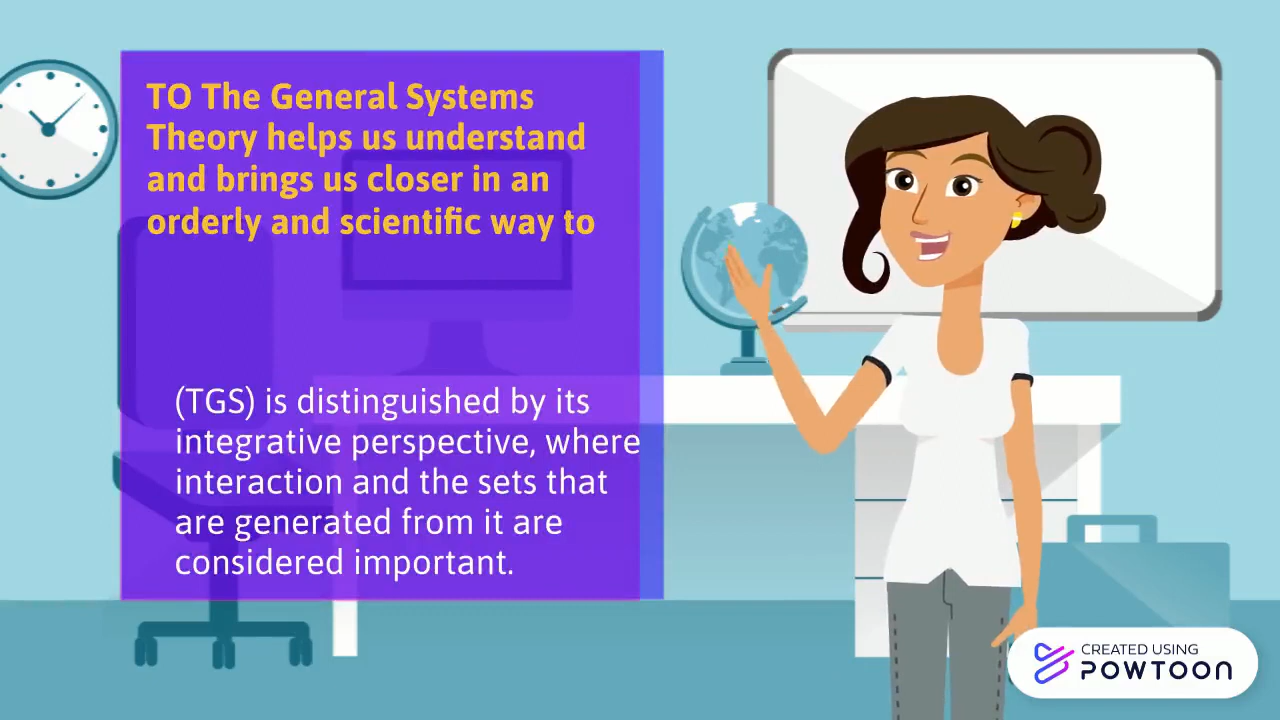 TO The General Systems
Theory helps us understand
and brings us closer in an
orderly and scientific way to
(TGS) is distinguished by its
integrative perspective, where
interaction and the sets that
are generated from it are
considered important.
CREATED USING
POWTOON